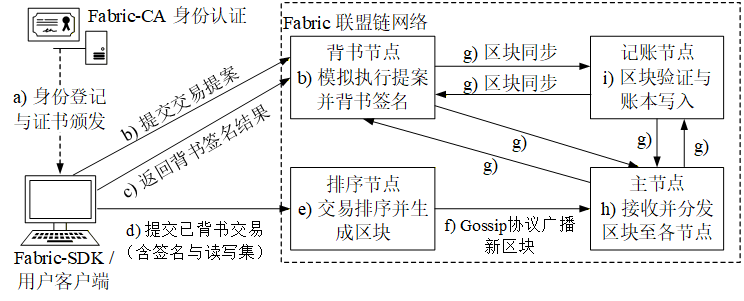 Fabric-CA 身份认证
a) 身份登记
与证书颁发
Fabric-SDK /
用户客户端
b) 提交交易提案
c) 返回背书签名结果
d) 提交已背书交易
（含签名与读写集）
Fabric 联盟链网络
背书节点
b) 模拟执行提案
并背书签名
g) 区块同步
g) 区块同步
记账节点
i) 区块验证与
账本写入
g)
g)
g)
g)
排序节点
e) 交易排序并生
成区块
f) Gossip协议广播
新区块
主节点
h) 接收并分发
区块至各节点